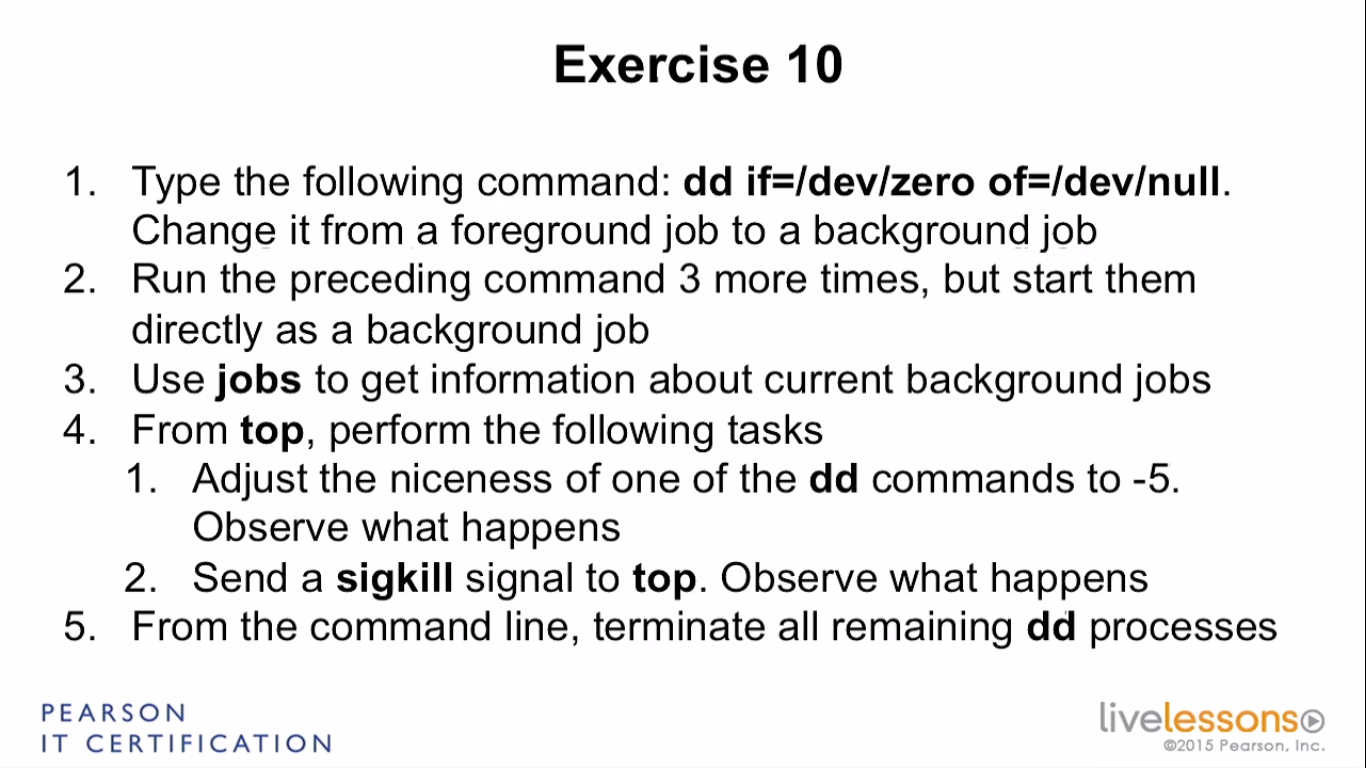 Exercise 10
1. Type the following command: dd if=/dev/zero of=/dev/null.
Change it from a foreground job to a background job
2. Run the preceding command 3 more times, but start them
directly as a background job
3. Use jobs to get information about current background jobs
4. From top, perform the following tasks
1. Adjust the niceness of one of the dd commands to -5.
Observe what happens
2. Send a sigkill signal to top. Observe what happens
5. From the command line, terminate all remaining dd processes
PEARSON
IT CERTIFICATION
livelessons
©2015 Pearson, Inc.